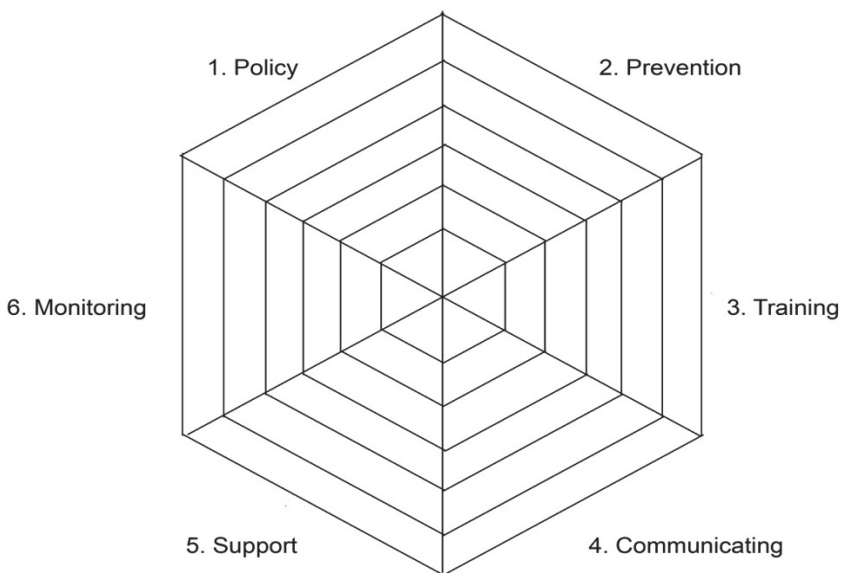 1. Policy
2. Prevention
6. Monitoring
3. Training
5. Support
4. Communicating